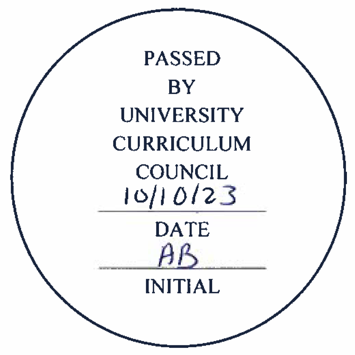 PASSED
BY
UNIVERSITY
CURRICULUM
COUNCIL
10/10/23
DATE
AB
INITIAL